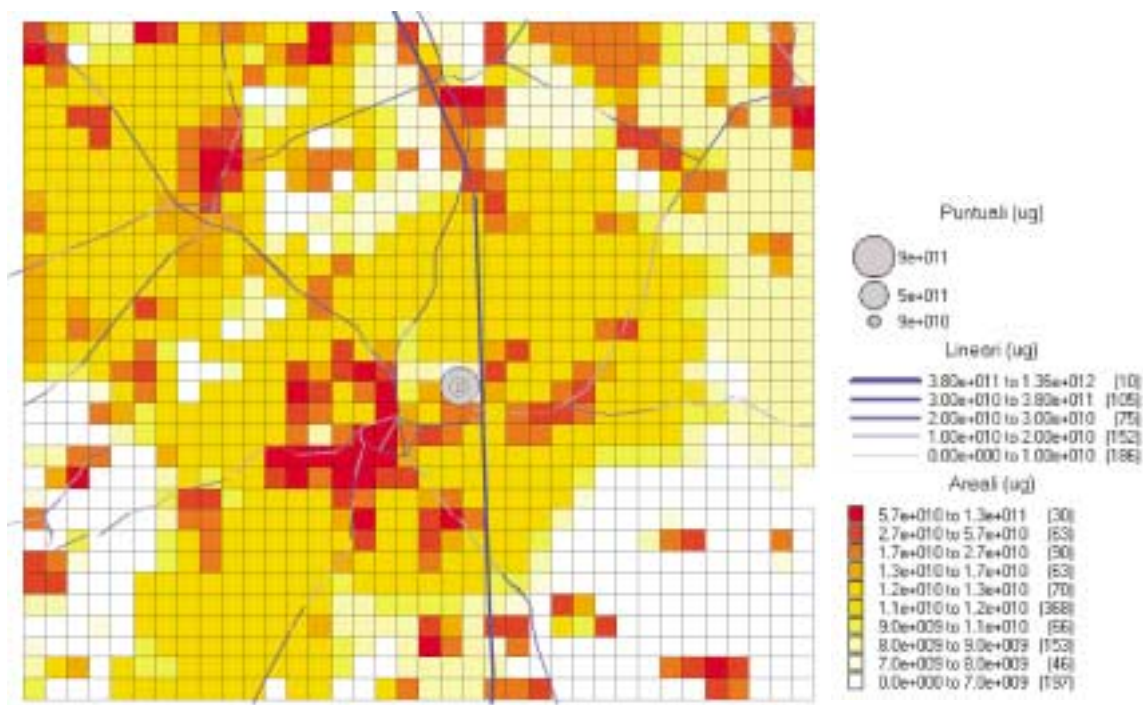 Puntuali (ug)
9e+011
5e+011
9e+010
Lineari (ug)
3.80e+011 to 1.36e+012 (10)
3.00e+010 to 3.80e+011 (105)
2.00e+010 to 3.00e+010 (75)
1.00e+010 to 2.00e+010 (152)
0.00e+000 to 1.00e+010 (186)
Areali (ug)
5.7e+010 to 1.3e+011 (30)
2.7e+010 to 5.7e+010 (63)
1.7e+010 to 2.7e+010 (90)
1.3e+010 to 1.7e+010 (63)
1.2e+010 to 1.3e+010 (70)
1.1e+010 to 1.2e+010 (368)
9.0e+009 to 1.1e+010 (66)
8.0e+009 to 9.0e+009 (153)
7.0e+009 to 8.0e+009 (46)
0.0e+000 to 7.0e+009 (197)